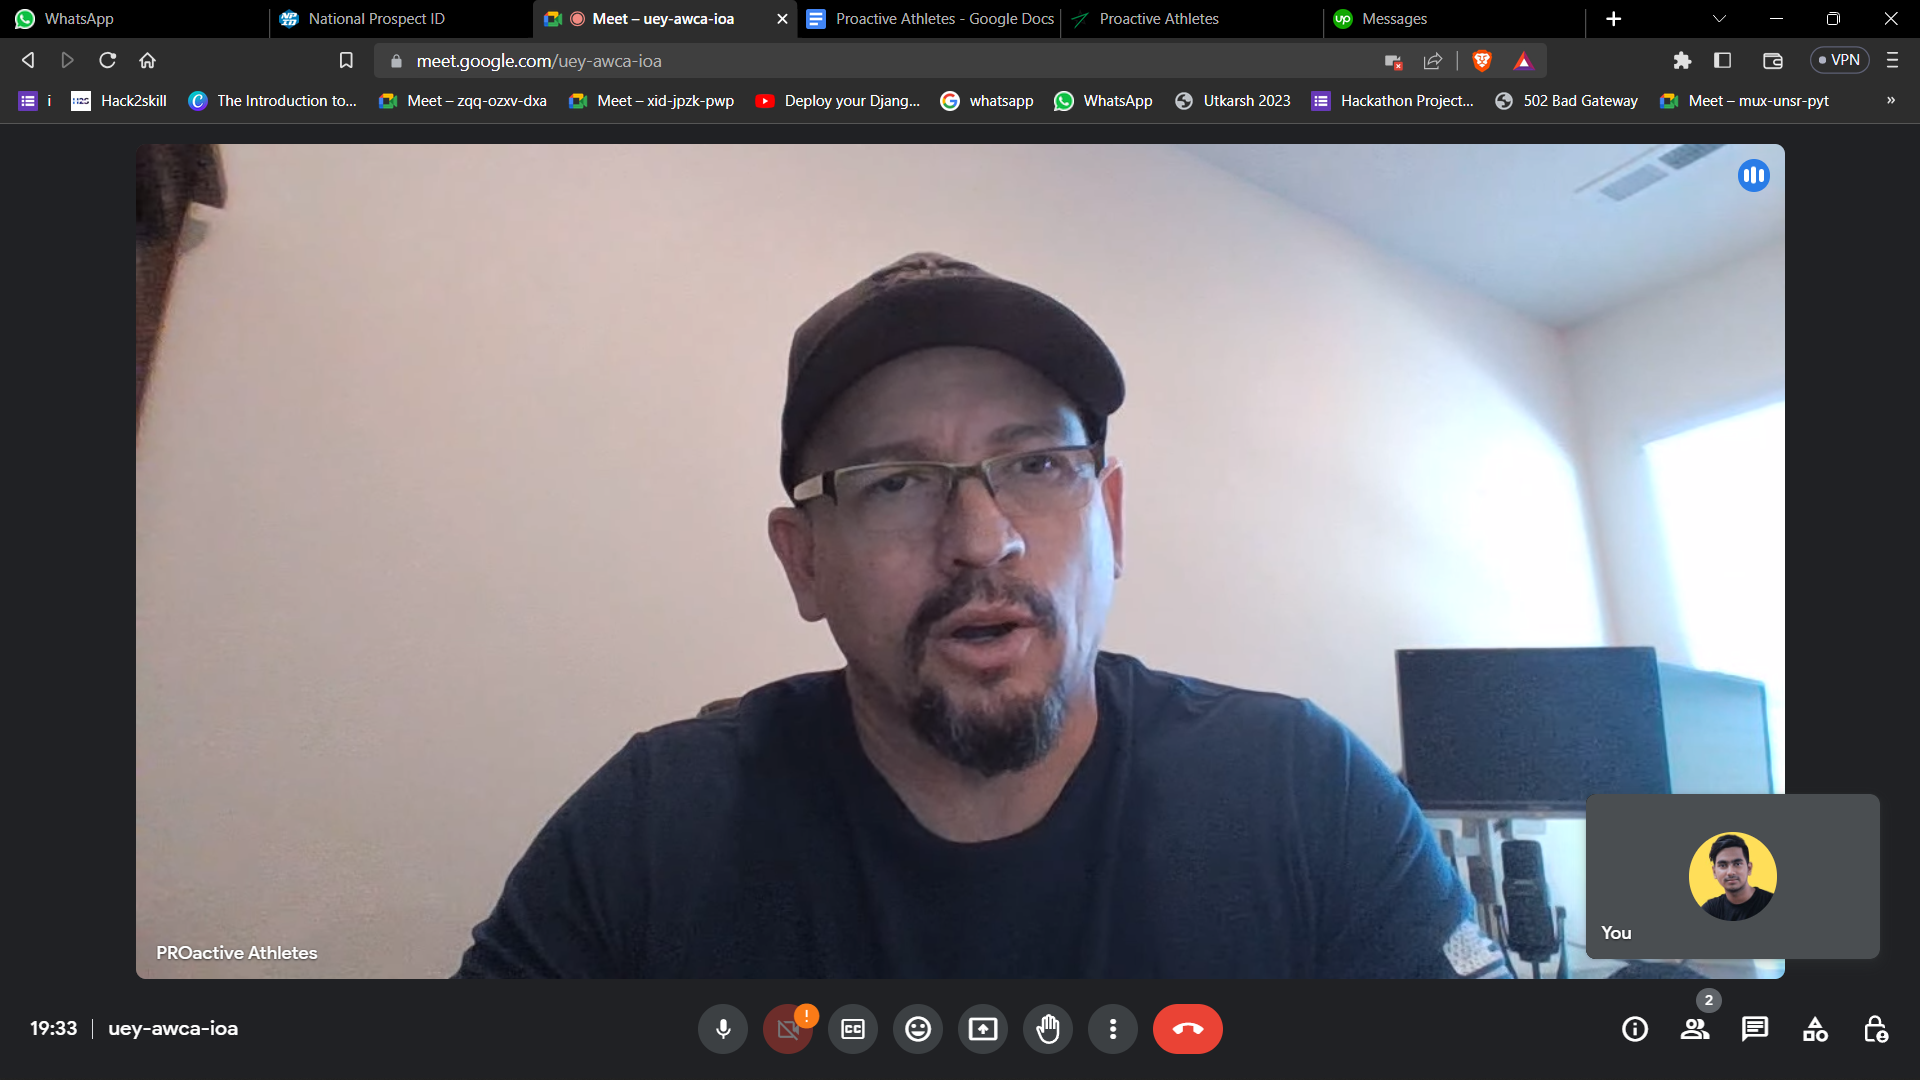 WhatsApp
National Prospect ID
Meet – uey-awca-ioa
Proactive Athletes - Google Docs
Proactive Athletes
up Messages
meet.google.com/uey-awca-ioa
VPN
i
H2S Hack2skill
The Introduction to...
Meet – zqq-ozxv-dxa
Meet – xid-jpzk-pwp
Deploy your Djang...
whatsapp
WhatsApp
Utkarsh 2023
Hackathon Project...
502 Bad Gateway
Meet – mux-unsr-pyt
»
PROactive Athletes
You
19:33 | uey-awca-ioa
!
CC
2